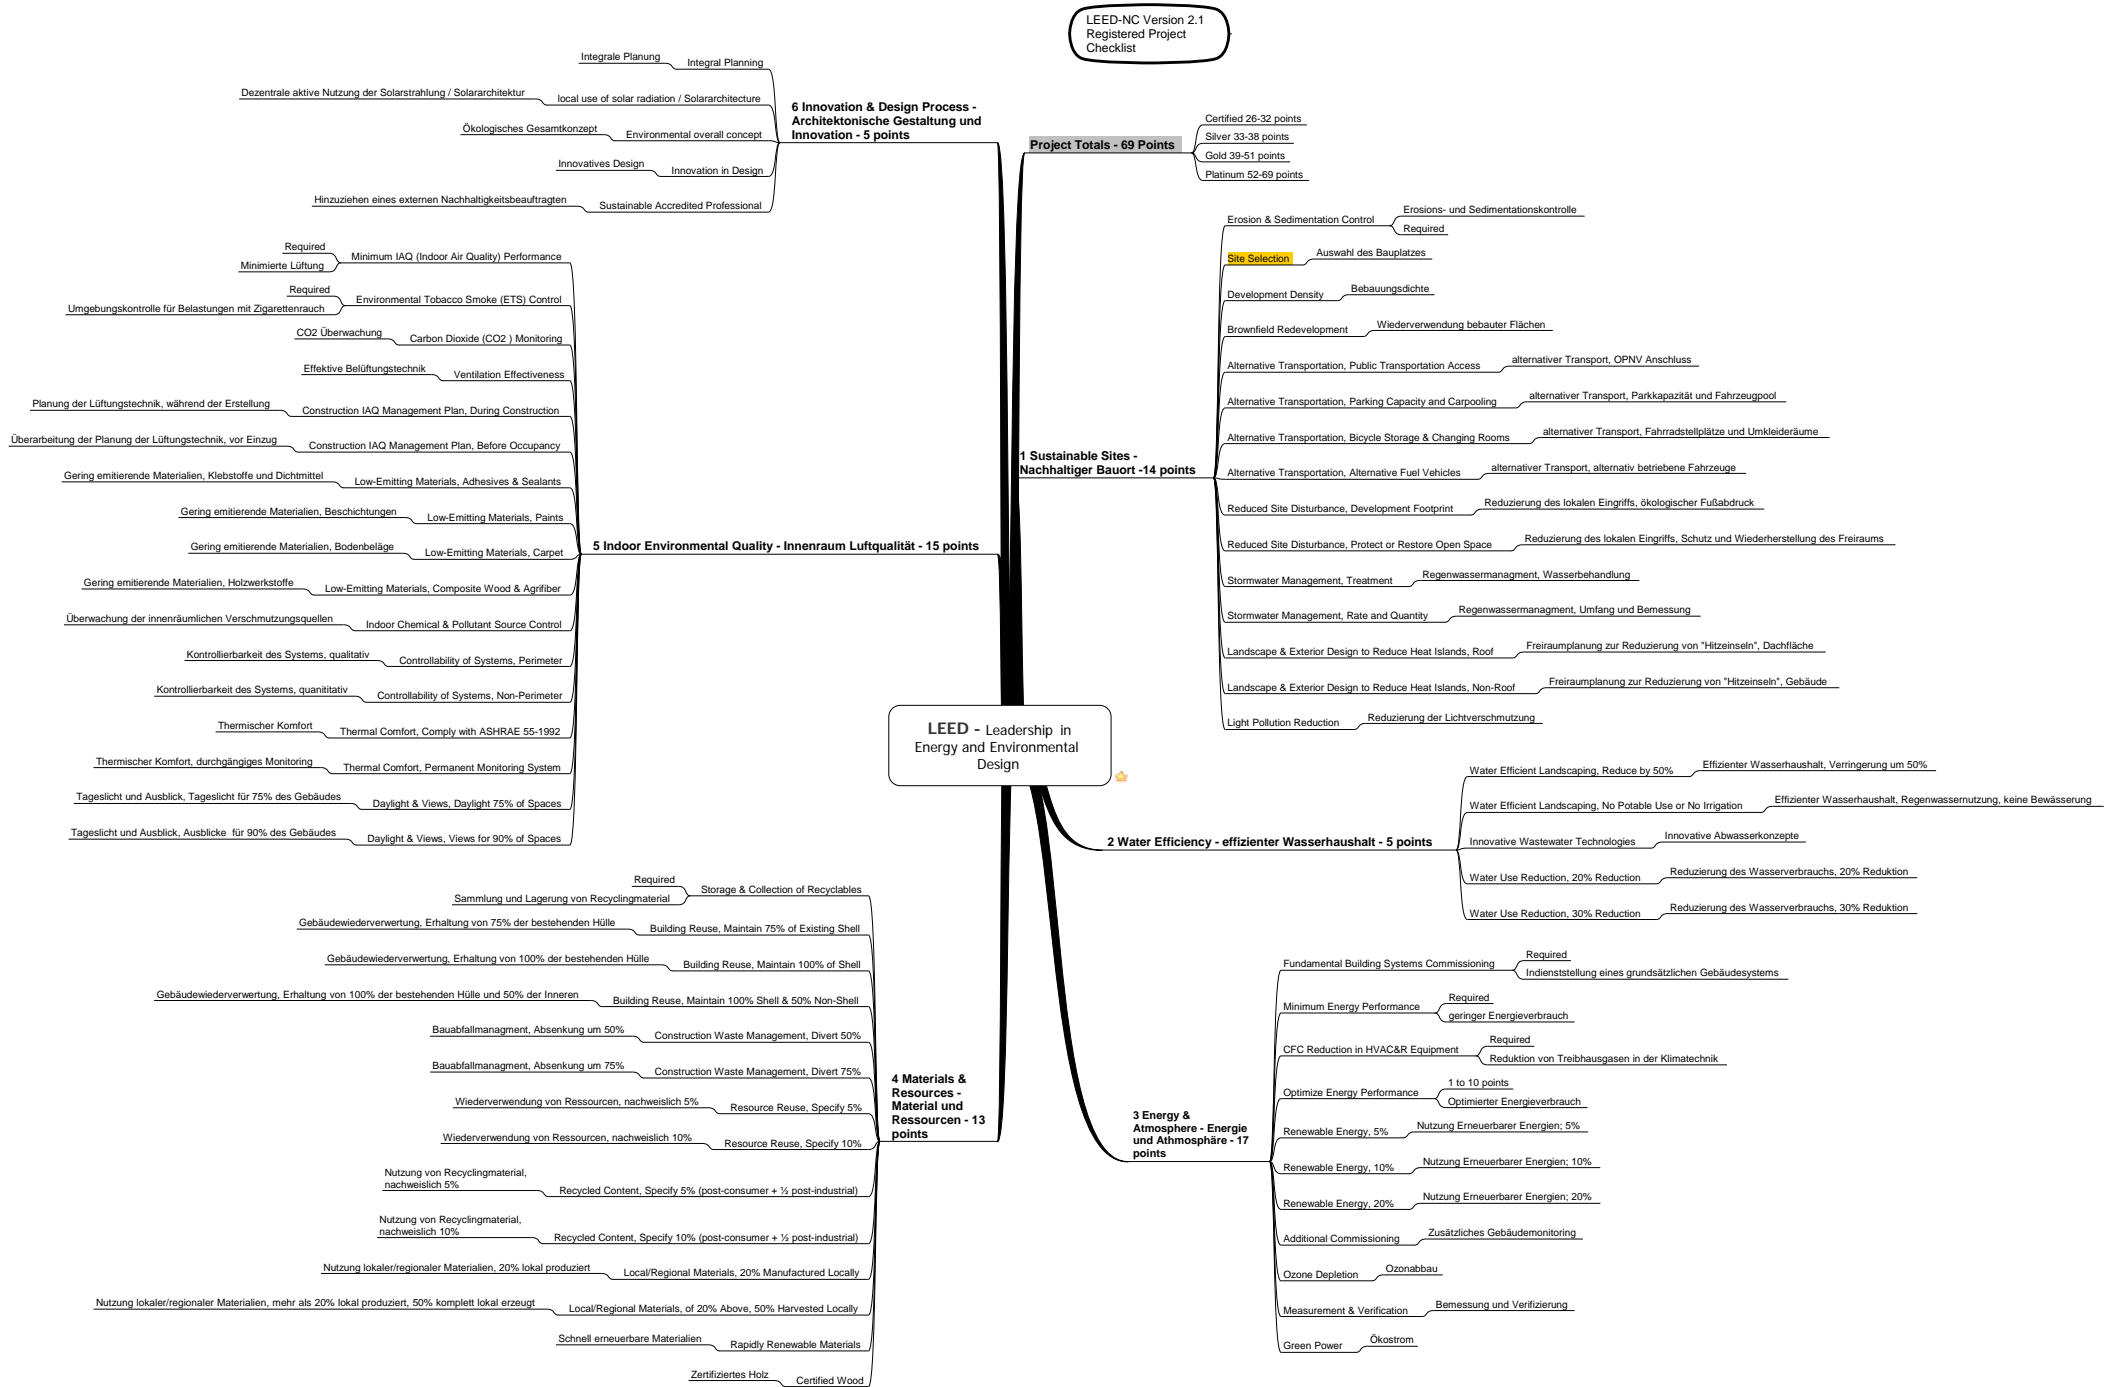 LEED-NC Version 2.1
Registered Project
Checklist
LEED - Leadership in
Energy and Environmental
Design
Project Totals - 69 Points
Certified 26-32 points
Silver 33-38 points
Gold 39-51 points
Platinum 52-69 points
1 Sustainable Sites -
Nachhaltiger Bauort -14 points
Erosion & Sedimentation Control
Erosions- und Sedimentationskontrolle
Required
Site Selection
Auswahl des Bauplatzes
Development Density
Bebauungsdichte
Brownfield Redevelopment
Wiederverwendung bebauter Flächen
Alternative Transportation, Public Transportation Access
alternativer Transport, OPNV Anschluss
Alternative Transportation, Parking Capacity and Carpooling
alternativer Transport, Parkkapazität und Fahrzeugpool
Alternative Transportation, Bicycle Storage & Changing Rooms
alternativer Transport, Fahrradstellplätze und Umkleideräume
Alternative Transportation, Alternative Fuel Vehicles
alternativer Transport, alternativ betriebene Fahrzeuge
Reduced Site Disturbance, Development Footprint
Reduzierung des lokalen Eingriffs, ökologischer Fußabdruck
Reduced Site Disturbance, Protect or Restore Open Space
Reduzierung des lokalen Eingriffs, Schutz und Wiederherstellung des Freiraums
Stormwater Management, Treatment
Regenwassermanagment, Wasserbehandlung
Stormwater Management, Rate and Quantity
Regenwassermanagment, Umfang und Bemessung
Landscape & Exterior Design to Reduce Heat Islands, Roof
Freiraumplanung zur Reduzierung von "Hitzeinseln", Dachfläche
Landscape & Exterior Design to Reduce Heat Islands, Non-Roof
Freiraumplanung zur Reduzierung von "Hitzeinseln", Gebäude
Light Pollution Reduction
Reduzierung der Lichtverschmutzung
2 Water Efficiency - effizienter Wasserhaushalt - 5 points
Water Efficient Landscaping, Reduce by 50%
Effizienter Wasserhaushalt, Verringerung um 50%
Water Efficient Landscaping, No Potable Use or No Irrigation
Effizienter Wasserhaushalt, Regenwassernutzung, keine Bewässerung
Innovative Wastewater Technologies
Innovative Abwasserkonzepte
Water Use Reduction, 20% Reduction
Reduzierung des Wasserverbrauchs, 20% Reduktion
Water Use Reduction, 30% Reduction
Reduzierung des Wasserverbrauchs, 30% Reduktion
3 Energy &
Atmosphere - Energie
und Athmosphäre - 17
points
Fundamental Building Systems Commissioning
Required
Indienststellung eines grundsätzlichen Gebäudesystems
Minimum Energy Performance
Required
geringer Energieverbrauch
CFC Reduction in HVAC&R Equipment
Required
Reduktion von Treibhausgasen in der Klimatechnik
Optimize Energy Performance
1 to 10 points
Optimierter Energieverbrauch
Renewable Energy, 5%
Nutzung Erneuerbarer Energien; 5%
Renewable Energy, 10%
Nutzung Erneuerbarer Energien; 10%
Renewable Energy, 20%
Nutzung Erneuerbarer Energien; 20%
Additional Commissioning
Zusätzliches Gebäudemonitoring
Ozone Depletion
Ozonabbau
Measurement & Verification
Bemessung und Verifizierung
Green Power
Ökostrom
4 Materials &
Resources -
Material und
Ressourcen - 13
points
Storage & Collection of Recyclables
Required
Sammlung und Lagerung von Recyclingmaterial
Building Reuse, Maintain 75% of Existing Shell
Gebäudewiederverwertung, Erhaltung von 75% der bestehenden Hülle
Building Reuse, Maintain 100% of Shell
Gebäudewiederverwertung, Erhaltung von 100% der bestehenden Hülle
Building Reuse, Maintain 100% Shell & 50% Non-Shell
Gebäudewiederverwertung, Erhaltung von 100% der bestehenden Hülle und 50% der Inneren
Construction Waste Management, Divert 50%
Bauabfallmanagment, Absenkung um 50%
Construction Waste Management, Divert 75%
Bauabfallmanagment, Absenkung um 75%
Resource Reuse, Specify 5%
Wiederverwendung von Ressourcen, nachweislich 5%
Resource Reuse, Specify 10%
Wiederverwendung von Ressourcen, nachweislich 10%
Recycled Content, Specify 5% (post-consumer + ½ post-industrial)
Nutzung von Recyclingmaterial,
nachweislich 5%
Recycled Content, Specify 10% (post-consumer + ½ post-industrial)
Nutzung von Recyclingmaterial,
nachweislich 10%
Local/Regional Materials, 20% Manufactured Locally
Nutzung lokaler/regionaler Materialien, 20% lokal produziert
Local/Regional Materials, of 20% Above, 50% Harvested Locally
Nutzung lokaler/regionaler Materialien, mehr als 20% lokal produziert, 50% komplett lokal erzeugt
Rapidly Renewable Materials
Schnell erneuerbare Materialien
Certified Wood
Zertifiziertes Holz
5 Indoor Environmental Quality - Innenraum Luftqualität - 15 points
Minimum IAQ (Indoor Air Quality) Performance
Required
Minimierte Lüftung
Environmental Tobacco Smoke (ETS) Control
Required
Umgebungskontrolle für Belastungen mit Zigarettenrauch
Carbon Dioxide (CO2 ) Monitoring
CO2 Überwachung
Ventilation Effectiveness
Effektive Belüftungstechnik
Construction IAQ Management Plan, During Construction
Planung der Lüftungstechnik, während der Erstellung
Construction IAQ Management Plan, Before Occupancy
Überarbeitung der Planung der Lüftungstechnik, vor Einzug
Low-Emitting Materials, Adhesives & Sealants
Gering emitierende Materialien, Klebstoffe und Dichtmittel
Low-Emitting Materials, Paints
Gering emitierende Materialien, Beschichtungen
Low-Emitting Materials, Carpet
Gering emitierende Materialien, Bodenbeläge
Low-Emitting Materials, Composite Wood & Agrifiber
Gering emitierende Materialien, Holzwerkstoffe
Indoor Chemical & Pollutant Source Control
Überwachung der innenräumlichen Verschmutzungsquellen
Controllability of Systems, Perimeter
Kontrollierbarkeit des Systems, qualitativ
Controllability of Systems, Non-Perimeter
Kontrollierbarkeit des Systems, quanititativ
Thermal Comfort, Comply with ASHRAE 55-1992
Thermischer Komfort
Thermal Comfort, Permanent Monitoring System
Thermischer Komfort, durchgängiges Monitoring
Daylight & Views, Daylight 75% of Spaces
Tageslicht und Ausblick, Tageslicht für 75% des Gebäudes
Daylight & Views, Views for 90% of Spaces
Tageslicht und Ausblick, Ausblicke für 90% des Gebäudes
6 Innovation & Design Process -
Architektonische Gestaltung und
Innovation - 5 points
Integral Planning
Integrale Planung
local use of solar radiation / Solararchitecture
Dezentrale aktive Nutzung der Solarstrahlung / Solararchitektur
Environmental overall concept
Ökologisches Gesamtkonzept
Innovation in Design
Innovatives Design
Sustainable Accredited Professional
Hinzuziehen eines externen Nachhaltigkeitsbeauftragten